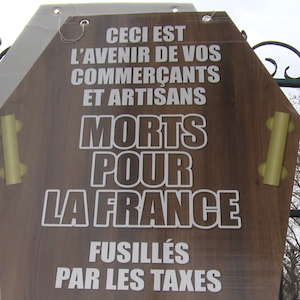 CECI EST
L'AVENIR DE VOS
COMMERÇANTS
ET ARTISANS
MORTS
POUR
LA FRANCE
FUSILLÉS
PAR LES TAXES